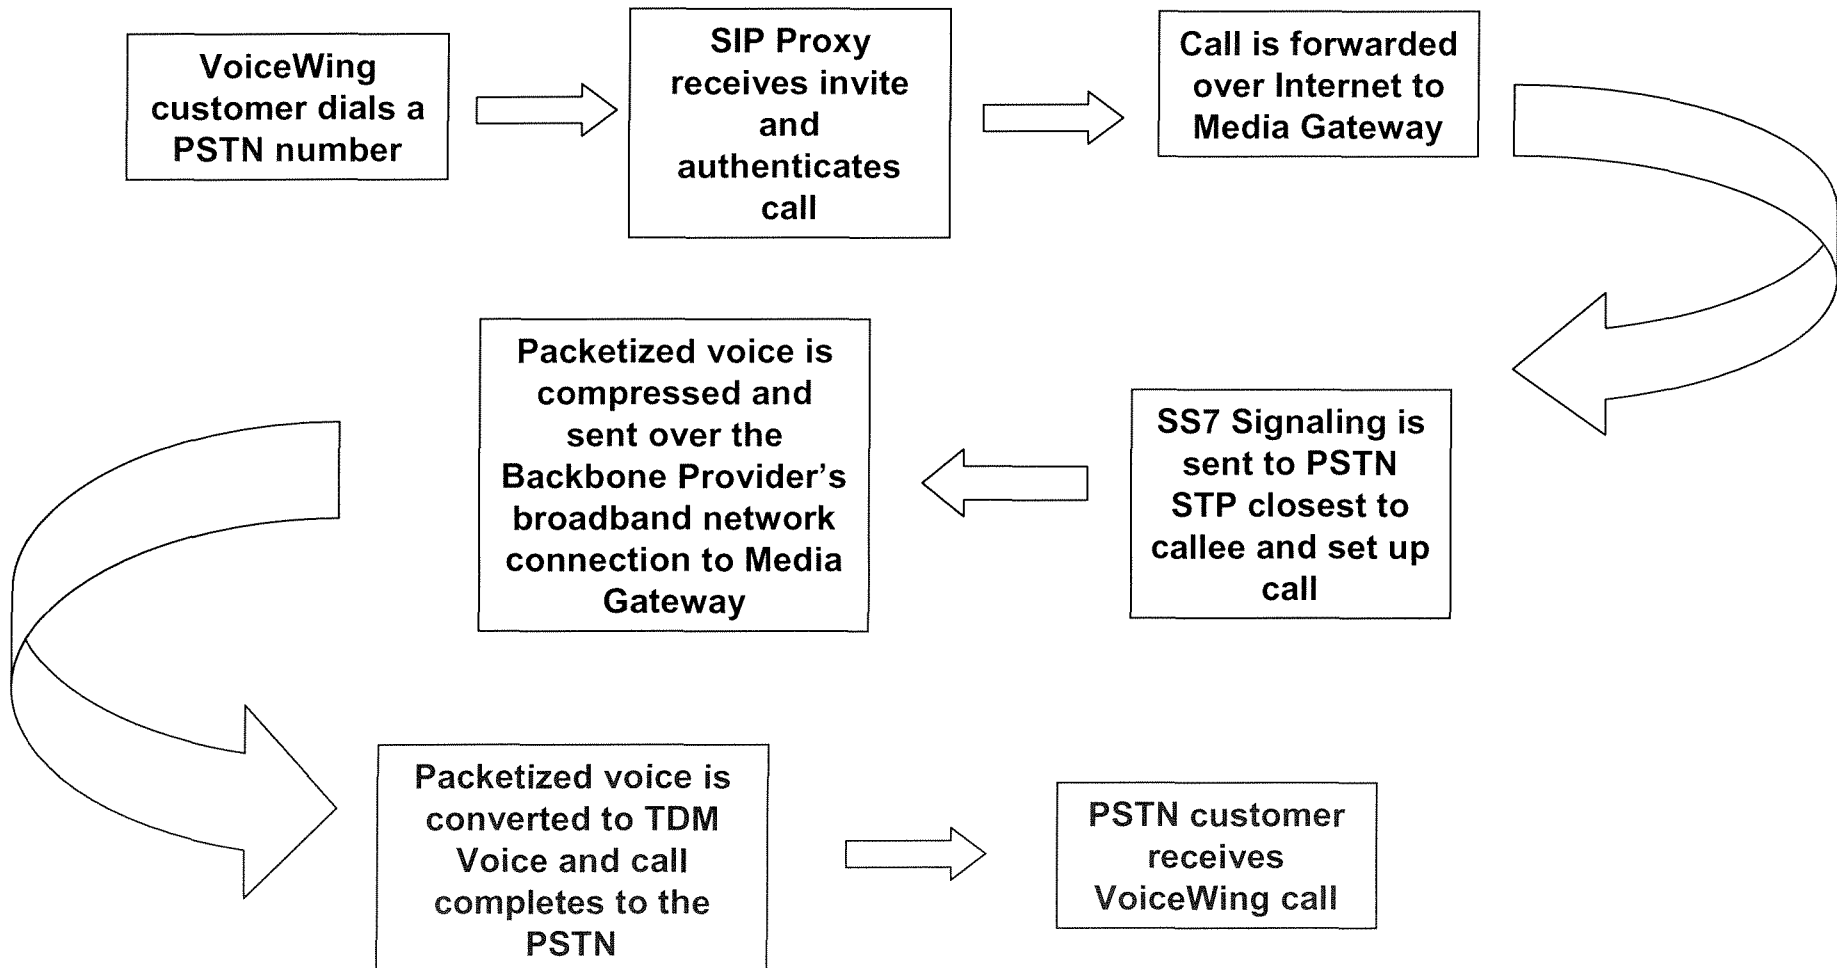 VoiceWing
customer dials a
PSTN number
SIP Proxy
receives invite
and
authenticates
call
Call is forwarded
over Internet to
Media Gateway
SS7 Signaling is
sent to PSTN
STP closest to
callee and set up
call
Packetized voice is
compressed and
sent over the
Backbone Provider’s
broadband network
connection to Media
Gateway
Packetized voice is
converted to TDM
Voice and call
completes to the
PSTN
PSTN customer
receives
VoiceWing call